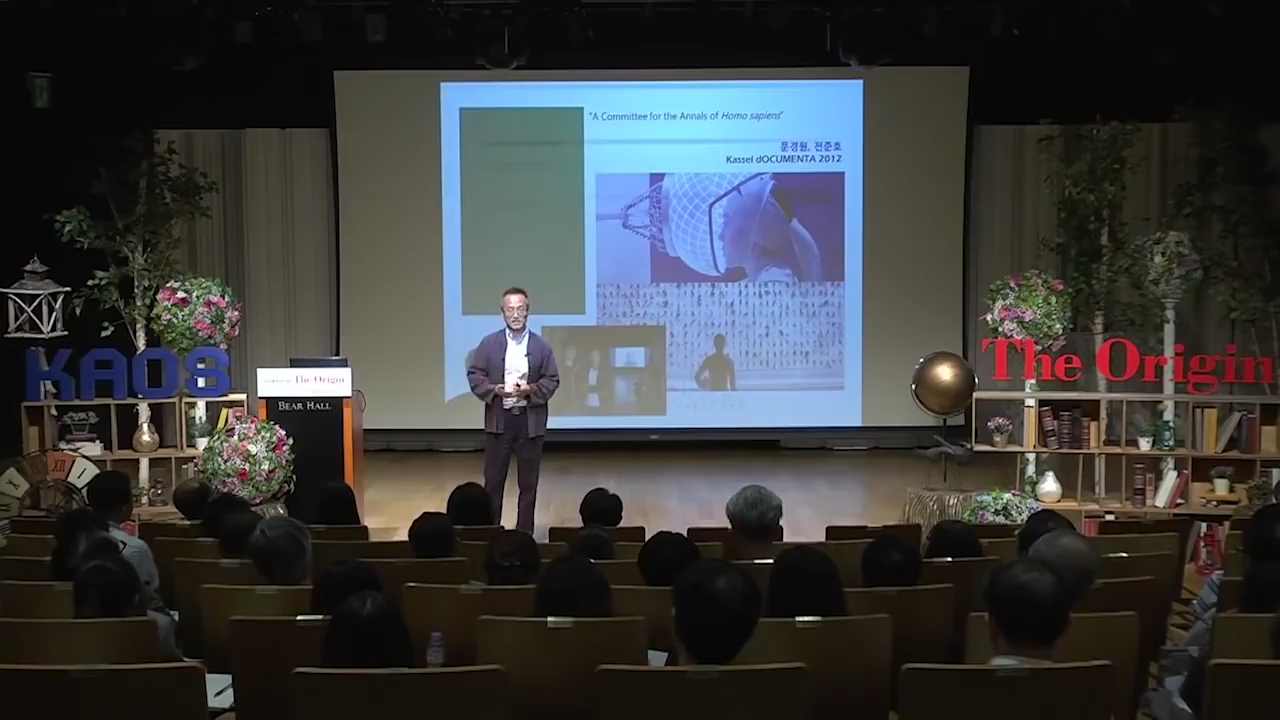 "A Committee for the Annals of Homo sapiens"
문경원, 전준호
Kassel dOCUMENTA 2012
KAOS
The Origin
The Origin
BEAR HALL
XII
I
X